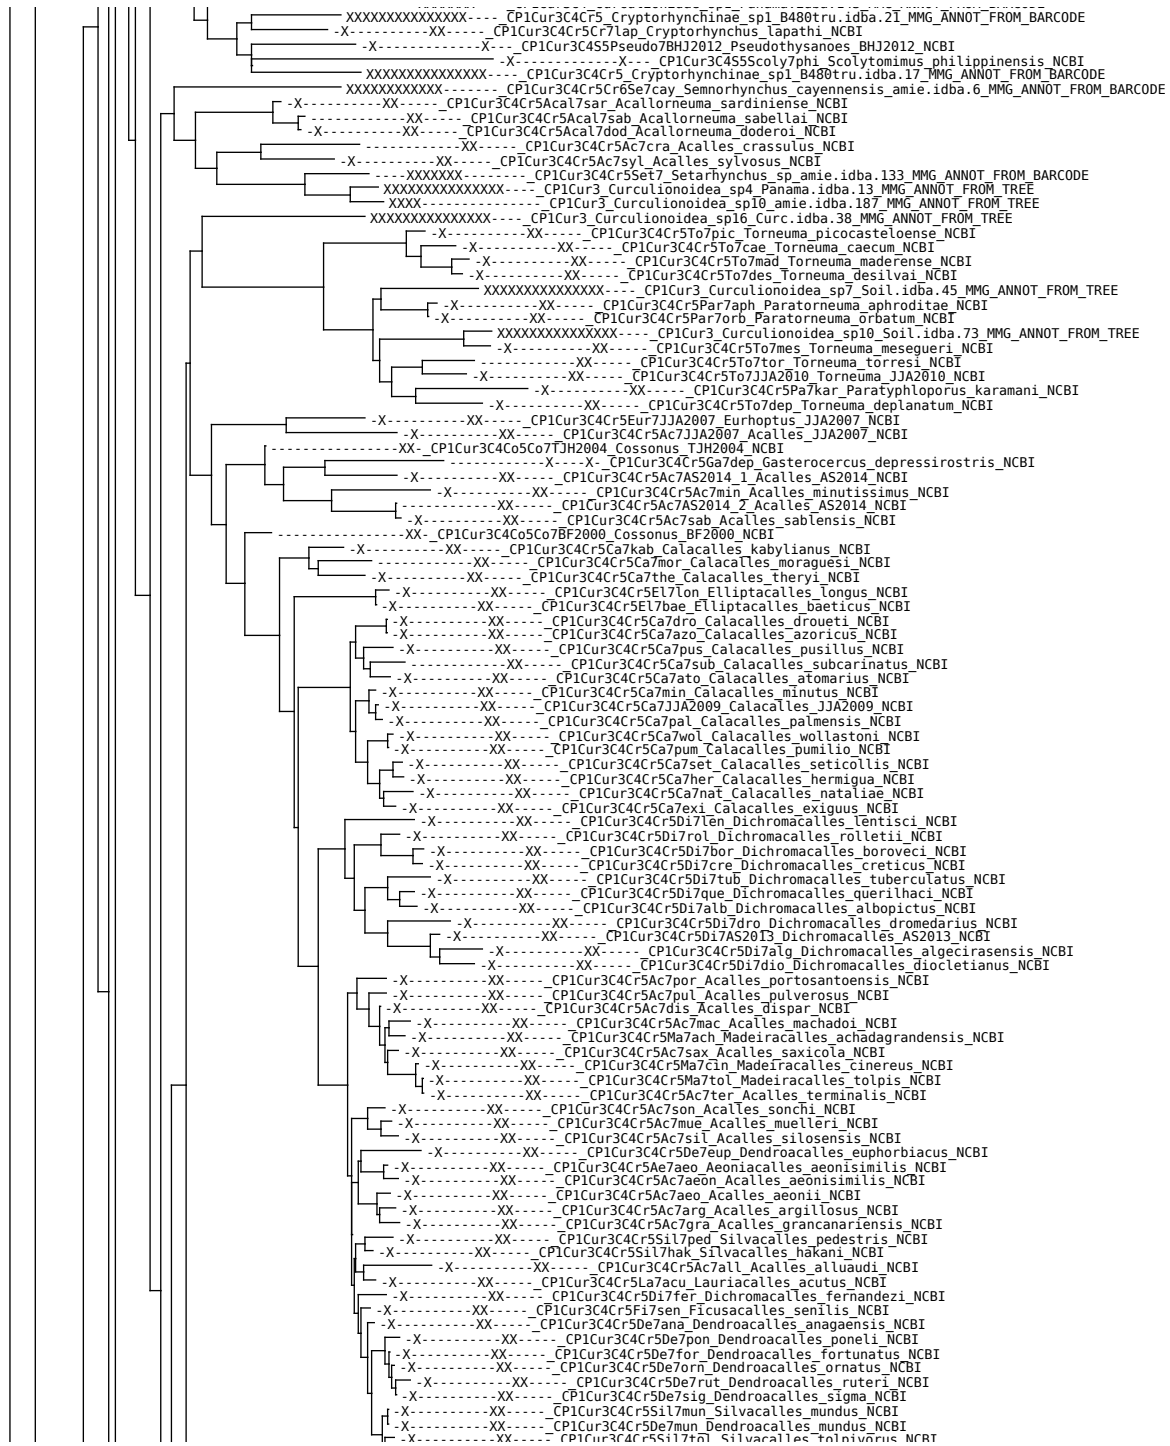 XXXXXXXXXXXXXXX----_CP1Cur3C4Cr5_Cryptorhynchinae_sp1_B480tru.idba.21_MMG_ANNOT_FROM_BARCODE
-X----------XX-----_CP1Cur3C4Cr5Cr7lap_Cryptorhynchus_lapathi_NCBI
-X-------------X---_CP1Cur3C4S5Pseudo7BHJ2012_Pseudothysanoes_BHJ2012_NCBI
-X-------------X---_CP1Cur3C4S5Scoly7phi_Scolytomimus_philippinensis_NCBI
XXXXXXXXXXXXXXX----_CP1Cur3C4Cr5_Cryptorhynchinae_sp1_B480tru.idba.17_MMG_ANNOT_FROM_BARCODE
XXXXXXXXXXXX-------_CP1Cur3C4Cr5Cr6Se7cay_Semnorhynchus_cayennensis_amie.idba.6_MMG_ANNOT_FROM_BARCODE
-X----------XX-----_CP1Cur3C4Cr5Acal7sar_Acallorneuma_sardiniense_NCBI
------------XX-----_CP1Cur3C4Cr5Acal7sab_Acallorneuma_sabellai_NCBI
-X----------XX-----_CP1Cur3C4Cr5Acal7dod_Acallorneuma_doderoi_NCBI
------------XX-----_CP1Cur3C4Cr5Ac7cra_Acalles_crassulus_NCBI
-X----------XX-----_CP1Cur3C4Cr5Ac7syl_Acalles_sylvosus_NCBI
----XXXXXXX--------_CP1Cur3C4Cr5Set7_Setarhynchus_sp_amie.idba.133_MMG_ANNOT_FROM_BARCODE
XXXXXXXXXXXXXXX----_CP1Cur3_Curculionoidea_sp4_Panama.idba.13_MMG_ANNOT_FROM_TREE
XXXX---------------_CP1Cur3_Curculionoidea_sp10_amie.idba.187_MMG_ANNOT_FROM_TREE
XXXXXXXXXXXXXXX----_CP1Cur3_Curculionoidea_sp16_Curc.idba.38_MMG_ANNOT_FROM_TREE
-X----------XX-----_CP1Cur3C4Cr5To7pic_Torneuma_picocasteloense_NCBI
-X----------XX-----_CP1Cur3C4Cr5To7cae_Torneuma_caecum_NCBI
-X----------XX-----_CP1Cur3C4Cr5To7mad_Torneuma_maderense_NCBI
-X----------XX-----_CP1Cur3C4Cr5To7des_Torneuma_desilvai_NCBI
XXXXXXXXXXXXXXX----_CP1Cur3_Curculionoidea_sp7_Soil.idba.45_MMG_ANNOT_FROM_TREE
-X----------XX-----_CP1Cur3C4Cr5Par7aph_Paratorneuma_aphroditae_NCBI
-X----------XX-----_CP1Cur3C4Cr5Par7orb_Paratorneuma_orbatum_NCBI
XXXXXXXXXXXXXXX----_CP1Cur3_Curculionoidea_sp10_Soil.idba.73_MMG_ANNOT_FROM_TREE
-X----------XX-----_CP1Cur3C4Cr5To7mes_Torneuma_mesegueri_NCBI
------------XX-----_CP1Cur3C4Cr5To7tor_Torneuma_torresi_NCBI
-X----------XX-----_CP1Cur3C4Cr5To7JJA2010_Torneuma_JJA2010_NCBI
-X----------XX-----_CP1Cur3C4Cr5Pa7kar_Paratyphloporus_karamani_NCBI
-X----------XX-----_CP1Cur3C4Cr5To7dep_Torneuma_deplanatum_NCBI
-X----------XX-----_CP1Cur3C4Cr5Eur7JJA2007_Eurhoptus_JJA2007_NCBI
-X----------XX-----_CP1Cur3C4Cr5Ac7JJA2007_Acalles_JJA2007_NCBI
----------------XX-_CP1Cur3C4Co5Co7TJH2004_Cossonus_TJH2004_NCBI
------------X----X-_CP1Cur3C4Cr5Ga7dep_Gasterocercus_depressirostris_NCBI
-X----------XX-----_CP1Cur3C4Cr5Ac7AS2014_1_Acalles_AS2014_NCBI
-X----------XX-----_CP1Cur3C4Cr5Ac7min_Acalles_minutissimus_NCBI
------------XX-----_CP1Cur3C4Cr5Ac7AS2014_2_Acalles_AS2014_NCBI
-X----------XX-----_CP1Cur3C4Cr5Ac7sab_Acalles_sablensis_NCBI
----------------XX-_CP1Cur3C4Co5Co7BF2000_Cossonus_BF2000_NCBI
-X----------XX-----_CP1Cur3C4Cr5Ca7kab_Calacalles_kabylianus_NCBI
------------XX-----_CP1Cur3C4Cr5Ca7mor_Calacalles_moraguesi_NCBI
-X----------XX-----_CP1Cur3C4Cr5Ca7the_Calacalles_theryi_NCBI
-X----------XX-----_CP1Cur3C4Cr5El7lon_Elliptacalles_longus_NCBI
-X----------XX-----_CP1Cur3C4Cr5El7bae_Elliptacalles_baeticus_NCBI
-X----------XX-----_CP1Cur3C4Cr5Ca7dro_Calacalles_droueti_NCBI
-X----------XX-----_CP1Cur3C4Cr5Ca7azo_Calacalles_azoricus_NCBI
-X----------XX-----_CP1Cur3C4Cr5Ca7pus_Calacalles_pusillus_NCBI
------------XX-----_CP1Cur3C4Cr5Ca7sub_Calacalles_subcarinatus_NCBI
-X----------XX-----_CP1Cur3C4Cr5Ca7ato_Calacalles_atomarius_NCBI
-X----------XX-----_CP1Cur3C4Cr5Ca7min_Calacalles_minutus_NCBI
-X----------XX-----_CP1Cur3C4Cr5Ca7JJA2009_Calacalles_JJA2009_NCBI
-X----------XX-----_CP1Cur3C4Cr5Ca7pal_Calacalles_palmensis_NCBI
-X----------XX-----_CP1Cur3C4Cr5Ca7wol_Calacalles_wollastoni_NCBI
-X----------XX-----_CP1Cur3C4Cr5Ca7pum_Calacalles_pumilio_NCBI
-X----------XX-----_CP1Cur3C4Cr5Ca7set_Calacalles_seticollis_NCBI
-X----------XX-----_CP1Cur3C4Cr5Ca7her_Calacalles_hermigua_NCBI
-X----------XX-----_CP1Cur3C4Cr5Ca7nat_Calacalles_nataliae_NCBI
-X----------XX-----_CP1Cur3C4Cr5Ca7exi_Calacalles_exiguus_NCBI
-X----------XX-----_CP1Cur3C4Cr5Di7len_Dichromacalles_lentisci_NCBI
-X----------XX-----_CP1Cur3C4Cr5Di7rol_Dichromacalles_rolletii_NCBI
-X----------XX-----_CP1Cur3C4Cr5Di7bor_Dichromacalles_boroveci_NCBI
-X----------XX-----_CP1Cur3C4Cr5Di7cre_Dichromacalles_creticus_NCBI
-X----------XX-----_CP1Cur3C4Cr5Di7tub_Dichromacalles_tuberculatus_NCBI
-X----------XX-----_CP1Cur3C4Cr5Di7que_Dichromacalles_querilhaci_NCBI
-X----------XX-----_CP1Cur3C4Cr5Di7alb_Dichromacalles_albopictus_NCBI
-X----------XX-----_CP1Cur3C4Cr5Di7dro_Dichromacalles_dromedarius_NCBI
-X----------XX-----_CP1Cur3C4Cr5Di7AS2013_Dichromacalles_AS2013_NCBI
-X----------XX-----_CP1Cur3C4Cr5Di7alg_Dichromacalles_algecirasensis_NCBI
-X----------XX-----_CP1Cur3C4Cr5Di7dio_Dichromacalles_diocletianus_NCBI
-X----------XX-----_CP1Cur3C4Cr5Ac7por_Acalles_portosantoensis_NCBI
-X----------XX-----_CP1Cur3C4Cr5Ac7pul_Acalles_pulverosus_NCBI
-X----------XX-----_CP1Cur3C4Cr5Ac7dis_Acalles_dispar_NCBI
-X----------XX-----_CP1Cur3C4Cr5Ac7mac_Acalles_machadoi_NCBI
-X----------XX-----_CP1Cur3C4Cr5Ma7ach_Madeiracalles_achadagrandensis_NCBI
-X----------XX-----_CP1Cur3C4Cr5Ac7sax_Acalles_saxicola_NCBI
-X----------XX-----_CP1Cur3C4Cr5Ma7cin_Madeiracalles_cinereus_NCBI
-X----------XX-----_CP1Cur3C4Cr5Ma7tol_Madeiracalles_tolpis_NCBI
-X----------XX-----_CP1Cur3C4Cr5Ac7ter_Acalles_terminalis_NCBI
-X----------XX-----_CP1Cur3C4Cr5Ac7son_Acalles_sonchi_NCBI
-X----------XX-----_CP1Cur3C4Cr5Ac7mue_Acalles_muelleri_NCBI
-X----------XX-----_CP1Cur3C4Cr5Ac7sil_Acalles_silosensis_NCBI
-X----------XX-----_CP1Cur3C4Cr5De7eup_Dendroacalles_euphorbiacus_NCBI
-X----------XX-----_CP1Cur3C4Cr5Ae7aeo_Aeoniacalles_aeonisimilis_NCBI
-X----------XX-----_CP1Cur3C4Cr5Ac7aeon_Acalles_aeonisimilis_NCBI
-X----------XX-----_CP1Cur3C4Cr5Ac7aeo_Acalles_aeonii_NCBI
-X----------XX-----_CP1Cur3C4Cr5Ac7arg_Acalles_argillosus_NCBI
-X----------XX-----_CP1Cur3C4Cr5Ac7gra_Acalles_grancanariensis_NCBI
-X----------XX-----_CP1Cur3C4Cr5Sil7ped_Silvacalles_pedestris_NCBI
-X----------XX-----_CP1Cur3C4Cr5Sil7hak_Silvacalles_hakani_NCBI
-X----------XX-----_CP1Cur3C4Cr5Ac7all_Acalles_alluaudi_NCBI
-X----------XX-----_CP1Cur3C4Cr5La7acu_Lauriacalles_acutus_NCBI
-X----------XX-----_CP1Cur3C4Cr5Di7fer_Dichromacalles_fernandezi_NCBI
-X----------XX-----_CP1Cur3C4Cr5Fi7sen_Ficusacalles_senilis_NCBI
-X----------XX-----_CP1Cur3C4Cr5De7ana_Dendroacalles_anagaensis_NCBI
-X----------XX-----_CP1Cur3C4Cr5De7pon_Dendroacalles_poneli_NCBI
-X----------XX-----_CP1Cur3C4Cr5De7for_Dendroacalles_fortunatus_NCBI
-X----------XX-----_CP1Cur3C4Cr5De7orn_Dendroacalles_ornatus_NCBI
-X----------XX-----_CP1Cur3C4Cr5De7rut_Dendroacalles_ruteri_NCBI
-X----------XX-----_CP1Cur3C4Cr5De7sig_Dendroacalles_sigma_NCBI
-X----------XX-----_CP1Cur3C4Cr5Sil7mun_Silvacalles_mundus_NCBI
-X----------XX-----_CP1Cur3C4Cr5De7mun_Dendroacalles_mundus_NCBI
-X----------XX-----_CP1Cur3C4Cr5Sil7tol_Silvacalles_tolpivorus_NCBI